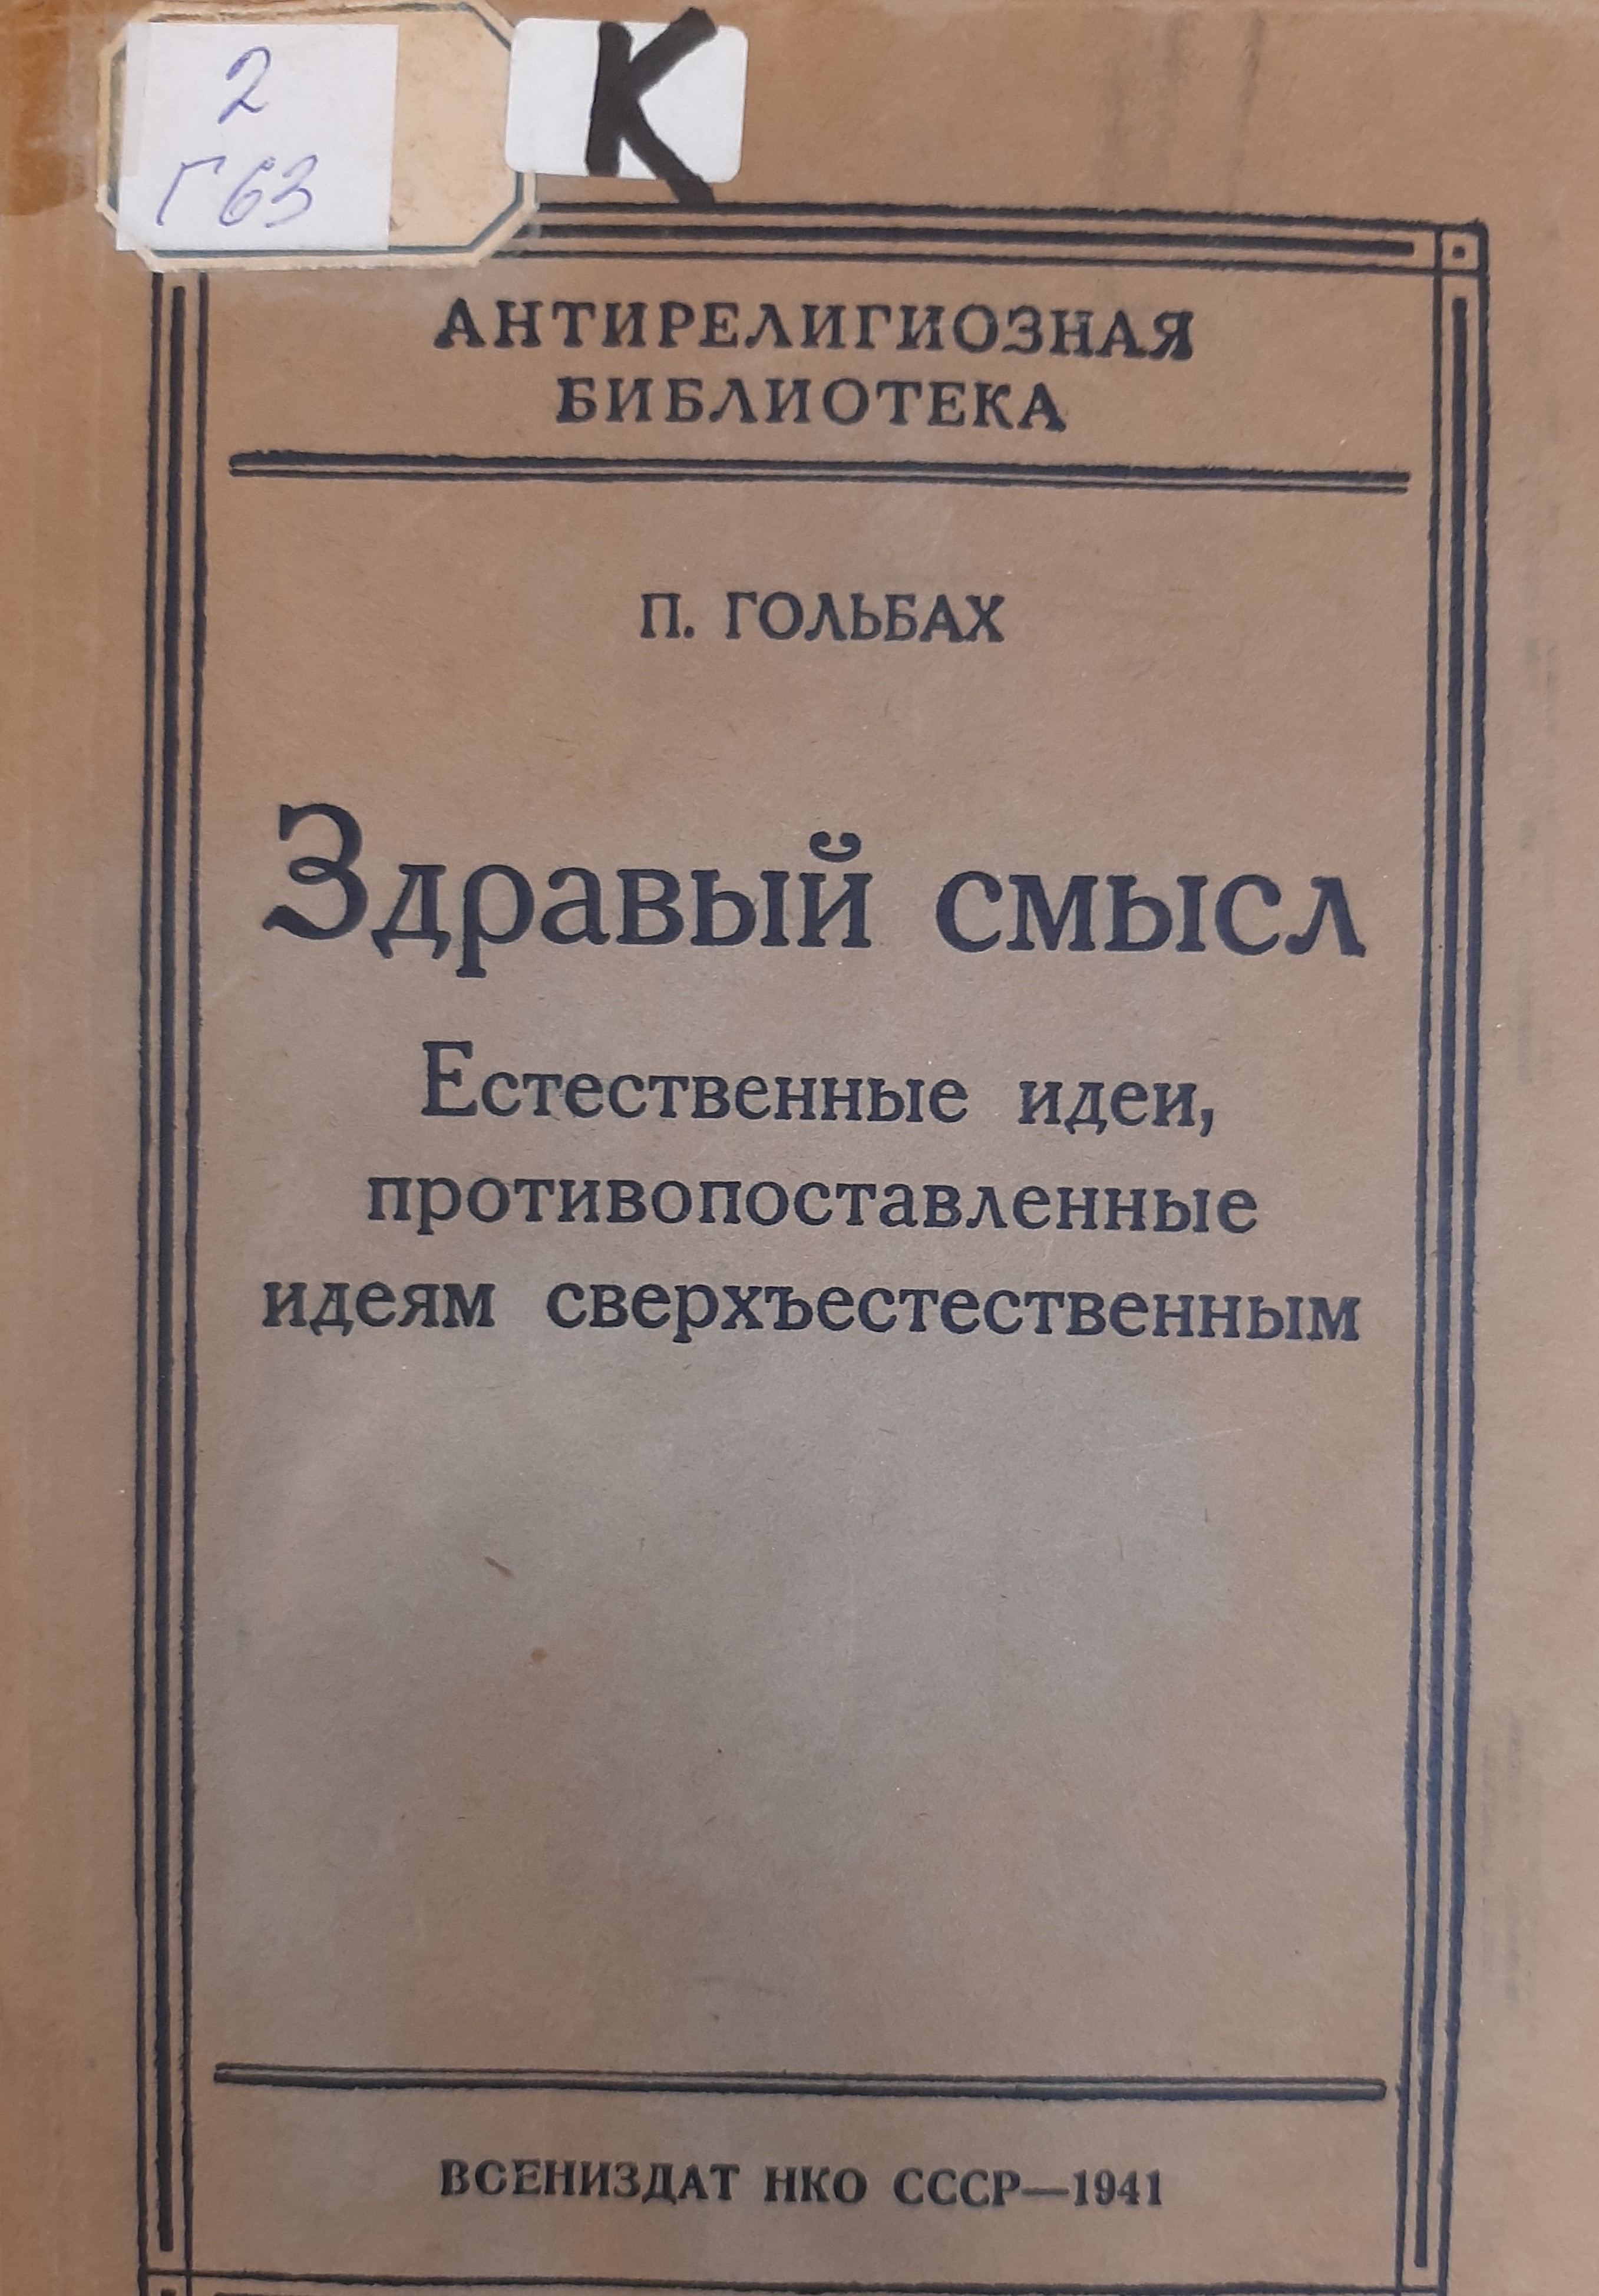 2
Г63
К
АНТИРЕЛИГИОЗНАЯ
БИБЛИОТЕКА
П. ГОЛЬБАХ
Здравый смысл
Естественные идеи,
противопоставленные
идеям сверхъестественным
ВСЕНИЗДАТ НКО СССР—1941